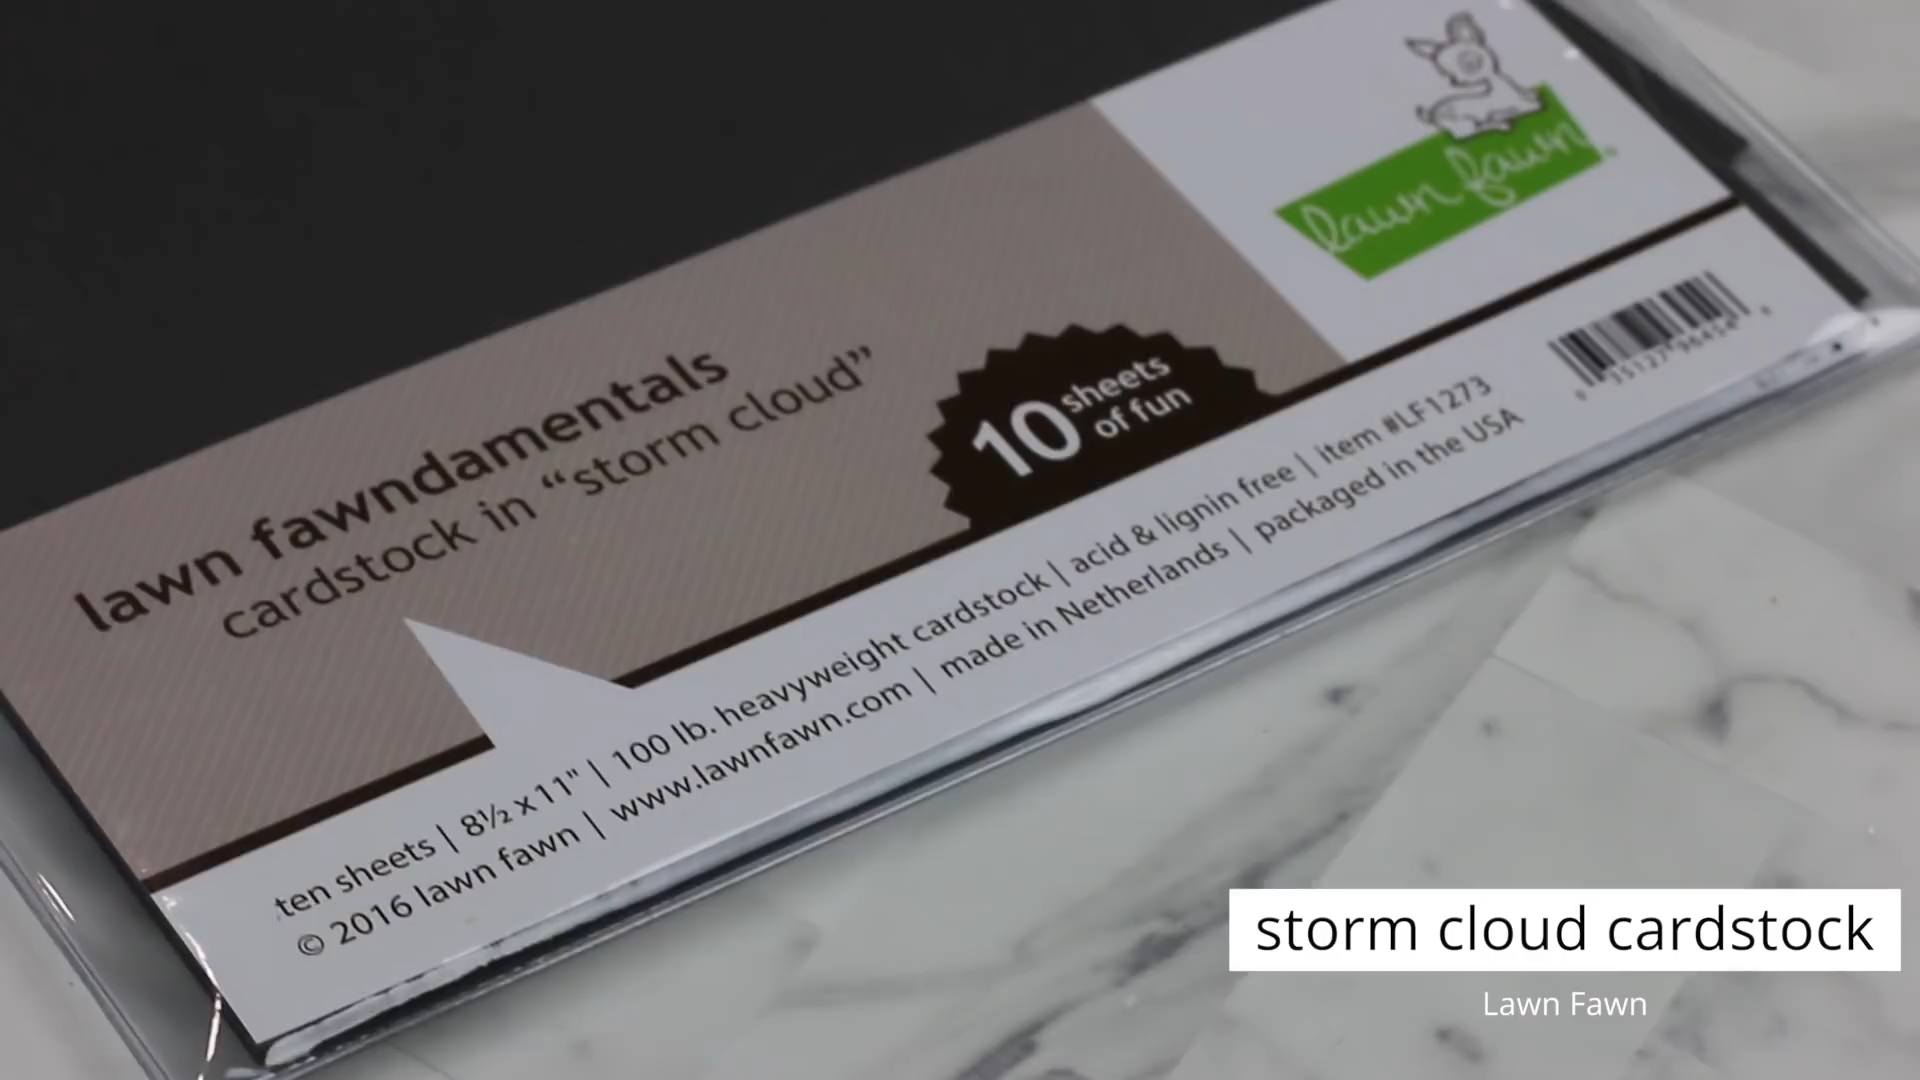 lawn fawn
lawn fawndamentals
cardstock in “storm cloud”
10 sheets
of fun
ten sheets | 8½ x 11" | 100 lb. heavyweight cardstock | acid & lignin free | item #LF1273
© 2016 lawn fawn | www.lawnfawn.com | made in Netherlands | packaged in the USA
storm cloud cardstock
Lawn Fawn